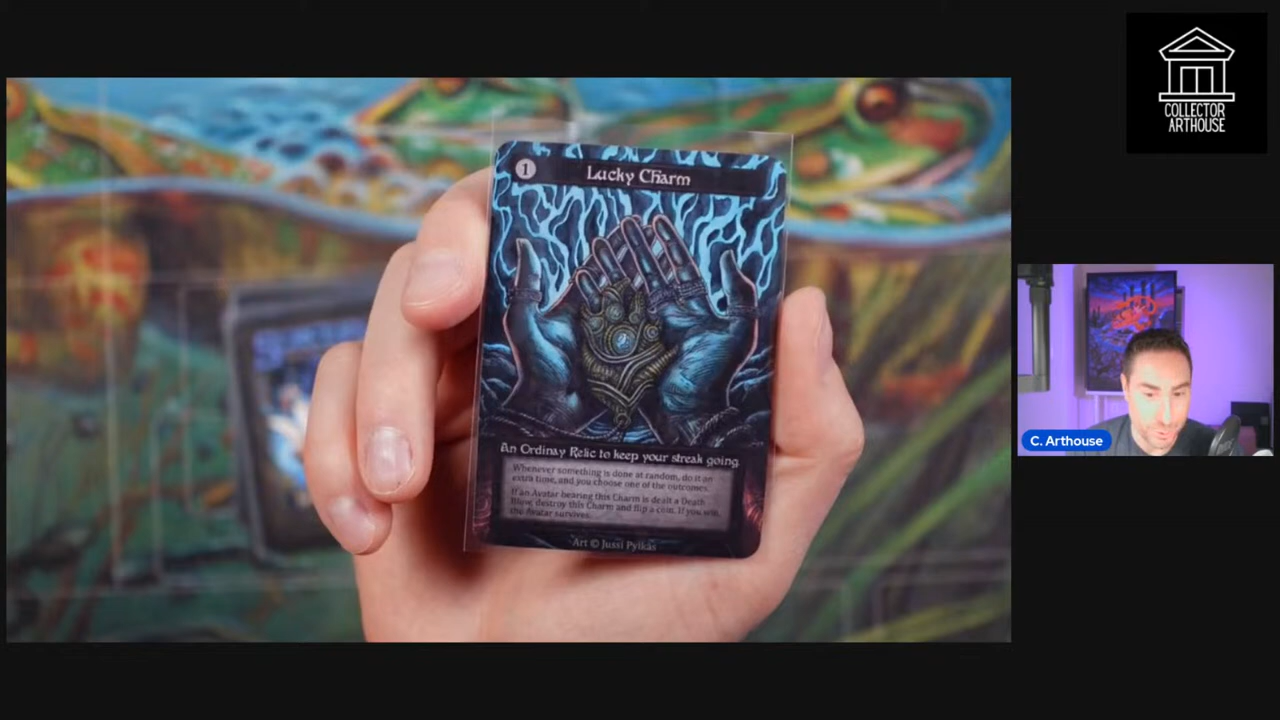 COLLECTOR
ARTHOUSE
1
Lucky Charm
An Ordinay Relic to keep your streak going.
Whenever something is done at random, do it an
extra time, and you choose one of the outcomes.
If an Avatar bearing this Charm is dealt a Death
Blow, destroy this Charm and flip a coin. If you win,
the Avatar survives.
Art © Jussi Pylkäs
C. Arthouse